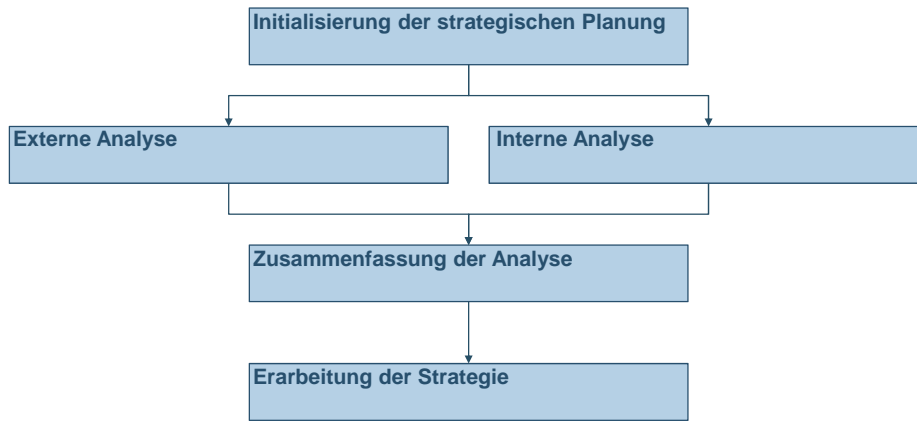 Initialisierung der strategischen Planung
Externe Analyse
Interne Analyse
Zusammenfassung der Analyse
Erarbeitung der Strategie